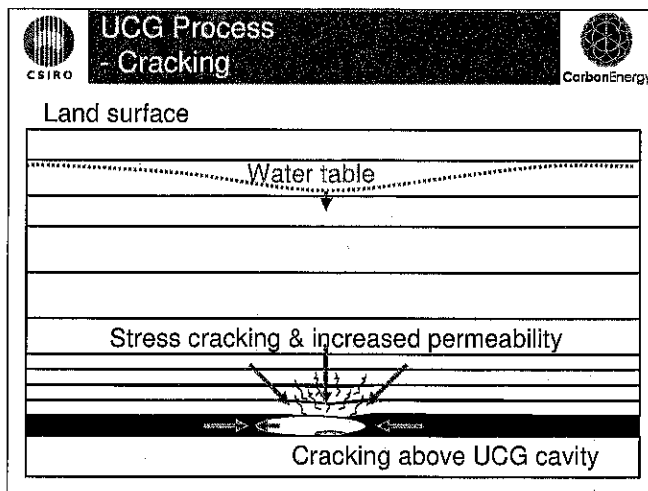 UCG Process
- Cracking
CSIRO
CarbonEnergy
Land surface
Water table
Stress cracking & increased permeability
Cracking above UCG cavity